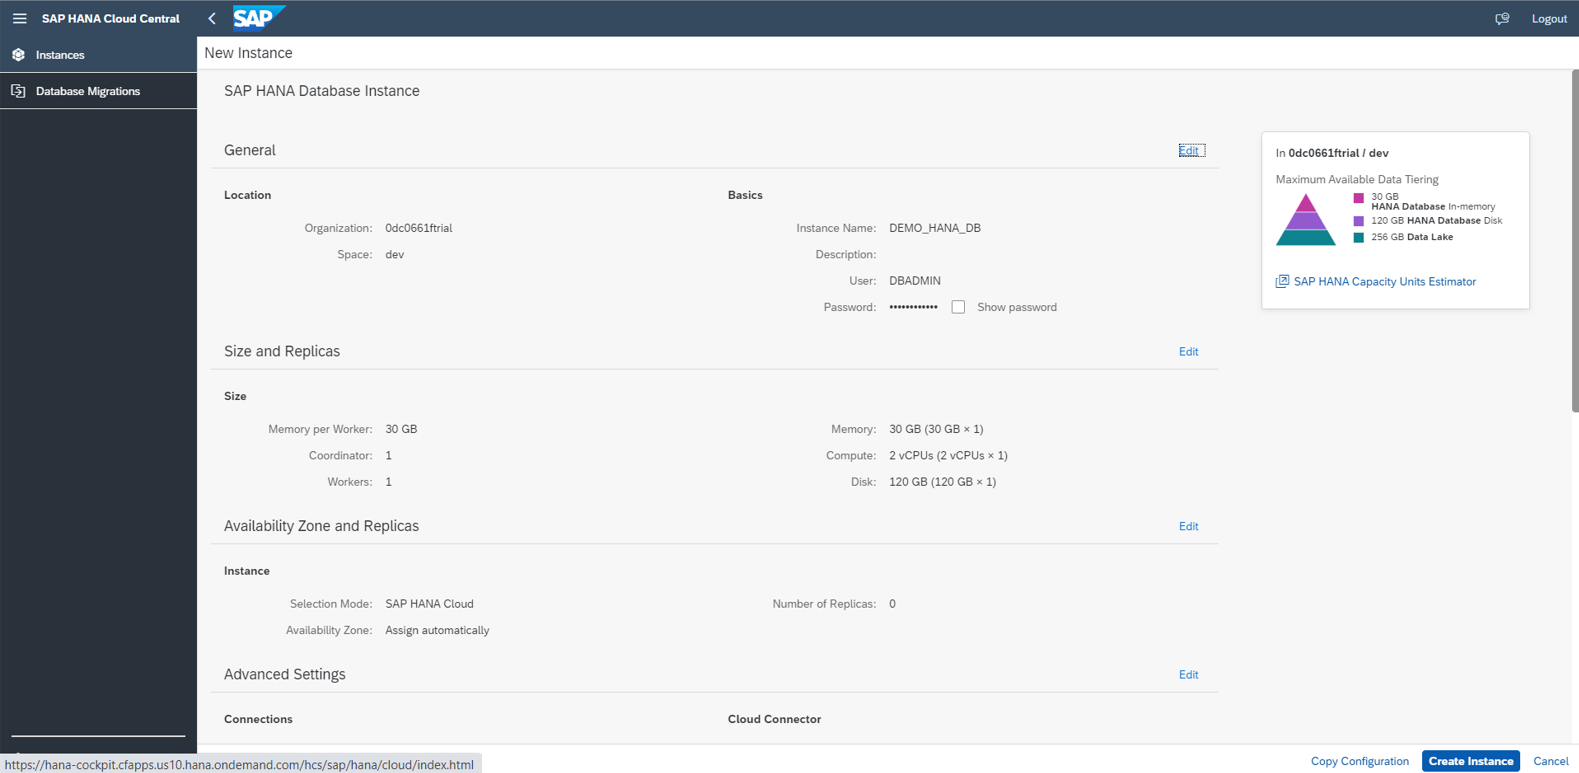 SAP HANA Cloud Central
SAP
Logout
Instances
Database Migrations
New Instance
SAP HANA Database Instance
General
Edit
Location
Organization: 0dc0661ftrial
Space: dev
Basics
Instance Name: DEMO_HANA_DB
Description:
User: DBADMIN
Password: •••••••••••• Show password
Size and Replicas
Edit
Size
Memory per Worker: 30 GB
Coordinator: 1
Workers: 1
Memory: 30 GB (30 GB × 1)
Compute: 2 vCPUs (2 vCPUs × 1)
Disk: 120 GB (120 GB × 1)
Availability Zone and Replicas
Edit
Instance
Selection Mode: SAP HANA Cloud
Availability Zone: Assign automatically
Number of Replicas: 0
Advanced Settings
Edit
Connections
Cloud Connector
In 0dc0661ftrial / dev
Maximum Available Data Tiering
30 GB
HANA Database In-memory
120 GB HANA Database Disk
256 GB Data Lake
SAP HANA Capacity Units Estimator
https://hana-cockpit.cfapps.us10.hana.ondemand.com/hcs/sap/hana/cloud/index.html
Copy Configuration
Create Instance
Cancel